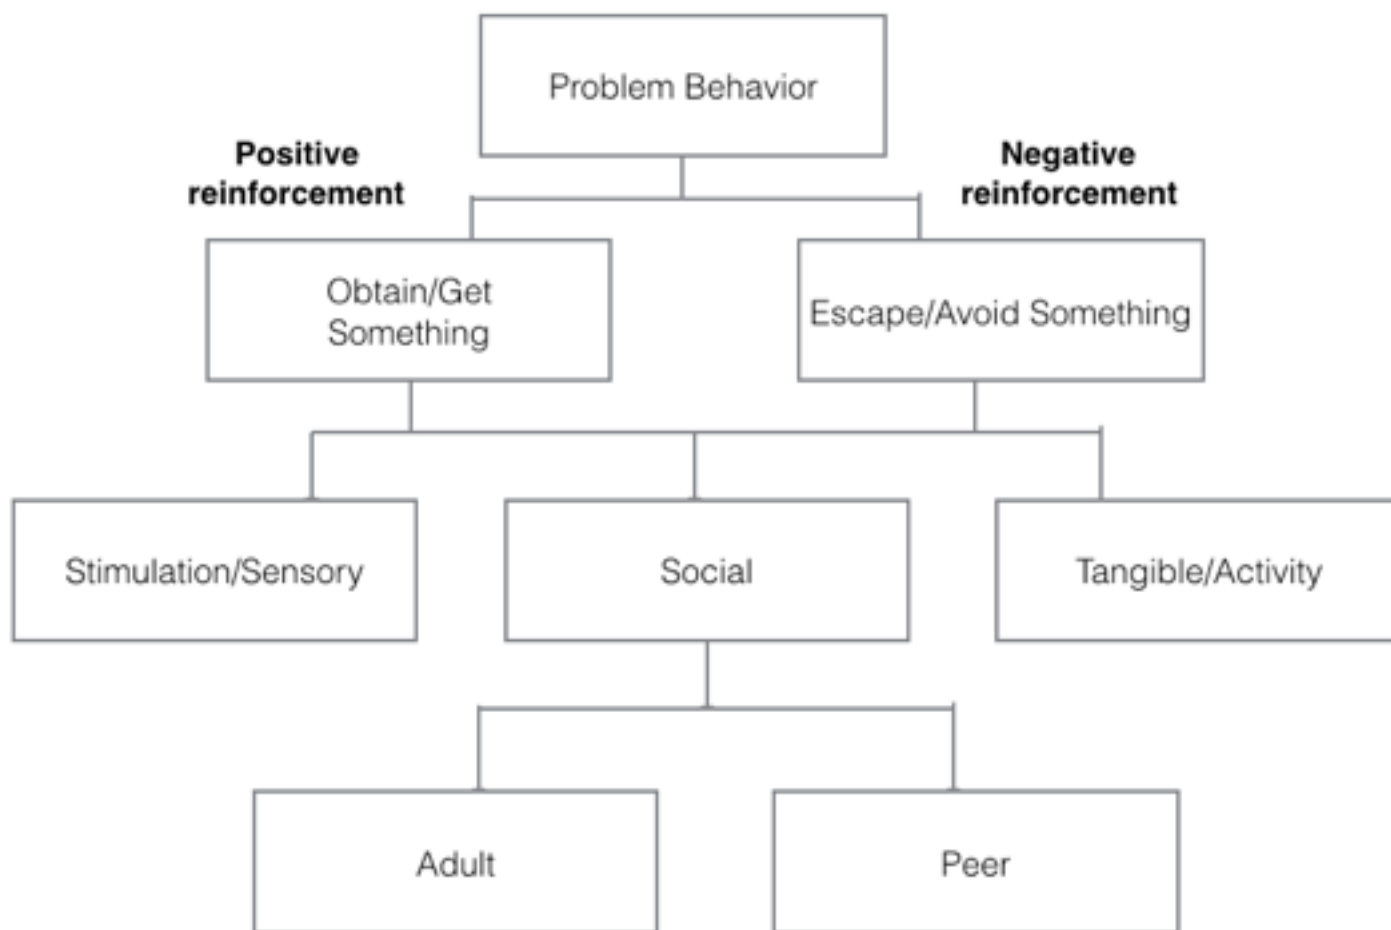 Problem Behavior
Positive
reinforcement
Negative
reinforcement
Obtain/Get
Something
Escape/Avoid Something
Stimulation/Sensory
Social
Tangible/Activity
Adult
Peer